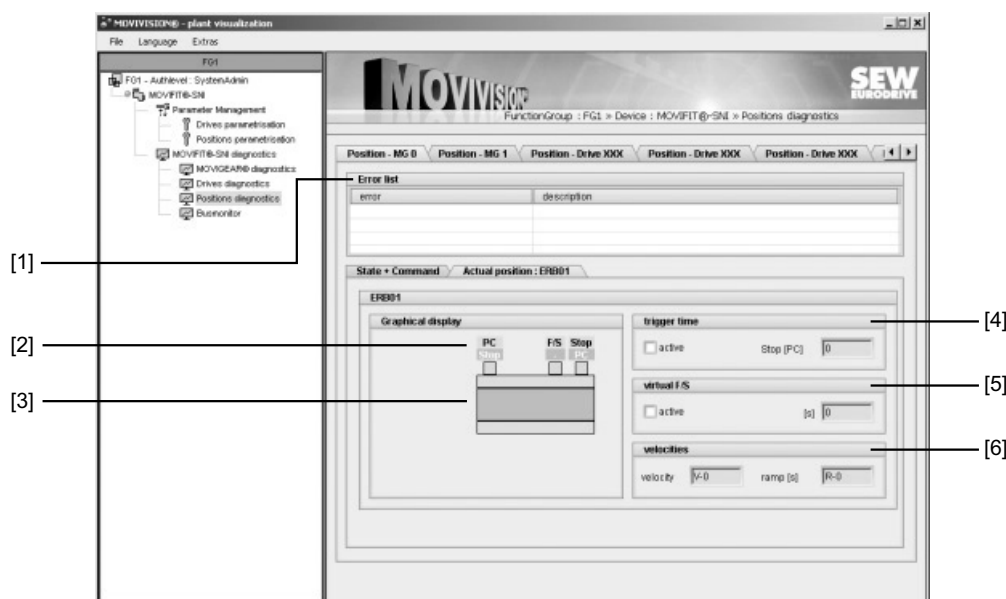 MOVIVISION® - plant visualization
File Language Extras
FG1
FG1 - Authlevel : SystemAdmin
MOVIFIT®-SNI
Parameter Management
Drives parametrisation
Positions parametrisation
MOVIFIT®-SNI diagnostics
MOVIGEAR® diagnostics
Drives diagnostics
Positions diagnostics
Busmonitor
MOVIVISION
SEW
EURODRIVE
FunctionGroup : FG1 » Device : MOVIFIT®-SNI » Positions diagnostics
Position - MG 0 Position - MG 1 Position - Drive XXX Position - Drive XXX Position - Drive XXX
Error list
error description
State + Command Actual position : ERB01
ERB01
Graphical display
PC F/S Stop
Stop - PC
trigger time
active Stop [PC] 0
virtual F/S
active [s] 0
velocities
velocity V-0 ramp [s] R-0
[1]
[2]
[3]
[4]
[5]
[6]